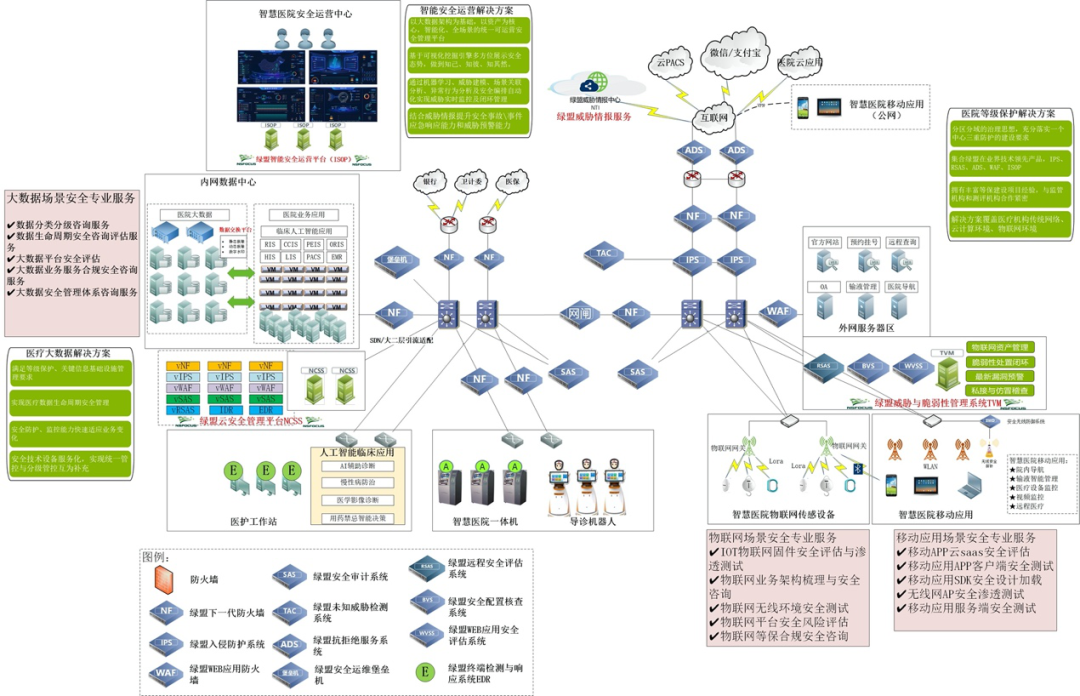 智慧医院安全运营中心
ISOP
ISOP
ISOP
NSFOCUS
绿盟智能安全运营平台（ISOP）
NSFOCUS
智能安全运营解决方案
以大数据架构为基础，以资产为核
心，智能化、全场景的统一可运营安
全管理平台
基于可视化挖掘引擎多方位展示安全
态势，做到知己、知彼、知其然。
通过机器学习、威胁建模、场景关联
分析、异常行为分析及安全编排自动
化实现威胁实时监控及闭环管理
结合威胁情报提升安全事故\事件
应急响应能力和威胁预警能力
云PACS
微信/支付宝
医院云应用
绿盟威胁情报中心
NTI
绿盟威胁情报服务
互联网
智慧医院移动应用
（公网）
医院等级保护解决方案
分区分域的治理思想，充分落实一个
中心三重防护的建设要求
集合绿盟在业界技术领先产品，IPS、
RSAS、ADS、WAF、ISOP
拥有丰富等保建设项目经验，与监管
机构和测评机构合作紧密
解决方案覆盖医疗机构传统网络、
云计算环境、物联网环境
ADS
ADS
NF
NF
IPS
IPS
TAC
大数据场景安全专业服务
✔数据分类分级咨询服务
✔数据生命周期安全咨询评估服
务
✔大数据平台安全评估
✔大数据业务服务合规安全咨询
服务
✔大数据安全管理体系咨询服务
内网数据中心
医院大数据
数据交换平台
医院业务应用
临床人工智能应用
RIS
CCIS
PEIS
ORIS
HIS
LIS
PACS
EMR
VM
VM
VM
VM
VM
VM
VM
VM
VM
VM
VM
VM
银行
卫计委
医保
堡垒机
NF
NF
NF
SDN/大二层引流适配
网闸
NF
WAF
官方网站
预约挂号
远程查询
OA
输液管理
医院导航
外网服务器区
医疗大数据解决方案
满足等级保护、关键信息基础设施管
理要求
实现医疗数据生命周期安全管理
安全防护、监控能力快速适应业务变
化
安全技术设备服务化，实现统一管
控与分级管控互为补充
vNF
vNF
vNF
vIPS
vIPS
vIPS
vWAF
vWAF
vWAF
vSAS
vSAS
vSAS
vRSAS
EDR
EDR
NCSS
NCSS
NSFOCUS
绿盟云安全管理平台NCSS
NSFOCUS
NF
NF
SAS
SAS
RSAS
BVS
WVSS
TVM
物联网资产管理
脆弱性处置闭环
最新漏洞预警
私接与仿冒稽查
NSFOCUS
绿盟威胁与脆弱性管理系统TVM
NSFOCUS
E
E
E
医护工作站
人工智能临床应用
AI辅助诊断
慢性病防治
医学影像诊断
用药禁忌智能决策
A
A
A
智慧医院一体机
导诊机器人
物联网网关
物联网网关
Lora
Lora
智慧医院物联网传感设备
安全无线防御系统
WLAN
智慧医院移动应用
智慧医院移动应用：
★院内导航
★输液智能管理
★医疗设备监控
★视频监控
★远程医疗
图例：
防火墙
NF
绿盟下一代防火墙
IPS
绿盟入侵防护系统
WAF
绿盟WEB应用防火
墙
SAS
绿盟安全审计系统
TAC
绿盟未知威胁检测
系统
ADS
绿盟抗拒绝服务系
统
堡垒机
绿盟安全运维堡垒
机
RSAS
绿盟远程安全评估
系统
BVS
绿盟安全配置核查
系统
WVSS
绿盟WEB应用安全
评估系统
E
绿盟终端检测与响
应系统EDR
物联网场景安全专业服务
✔IOT物联网固件安全评估与渗
透测试
✔物联网业务架构梳理与安全
咨询
✔物联网无线环境安全测试
✔物联网平台安全风险评估
✔物联网等保合规安全咨询
移动应用场景安全专业服务
✔移动APP云saas安全评估
✔移动应用APP客户端安全测试
✔移动应用SDK安全设计加载
✔无线网AP安全渗透测试
✔移动应用服务端安全测试